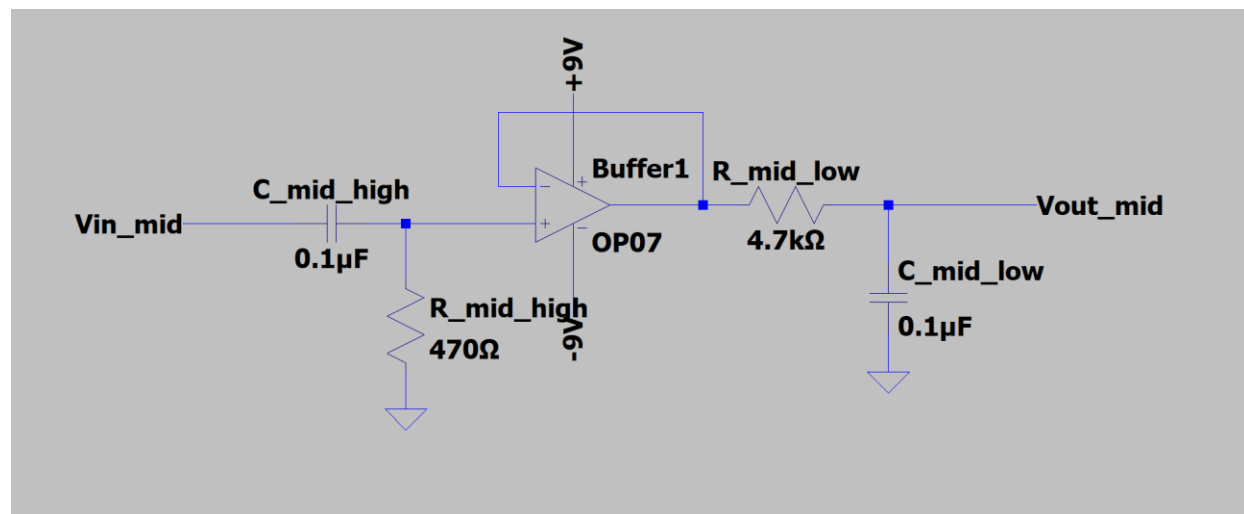 +9V
Buffer1
R_mid_low
C_mid_high
+
-
Vin_mid
+
-
Vout_mid
0.1µF
OP07
4.7kΩ
C_mid_low
R_mid_high
0.1µF
470Ω
-9V